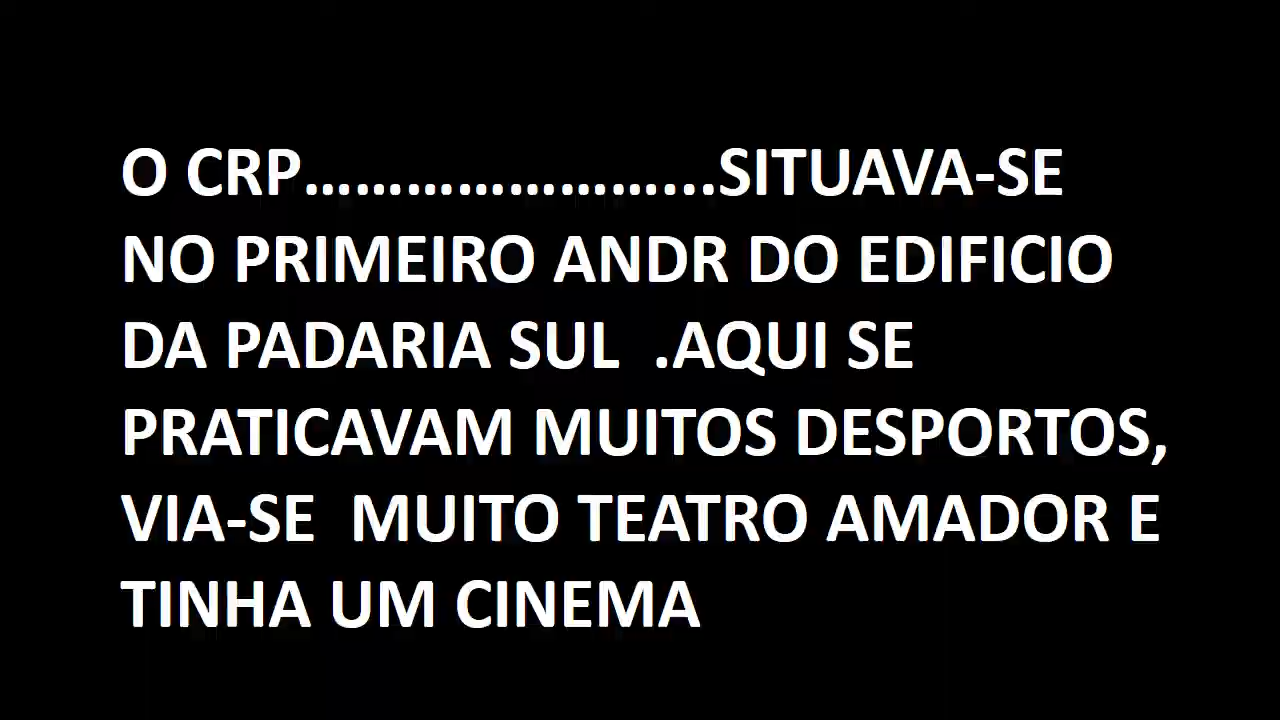 O CRP…………………...SITUAVA-SE
NO PRIMEIRO ANDR DO EDIFICIO
DA PADARIA SUL  .AQUI SE
PRATICAVAM MUITOS DESPORTOS,
VIA-SE  MUITO TEATRO AMADOR E
TINHA UM CINEMA